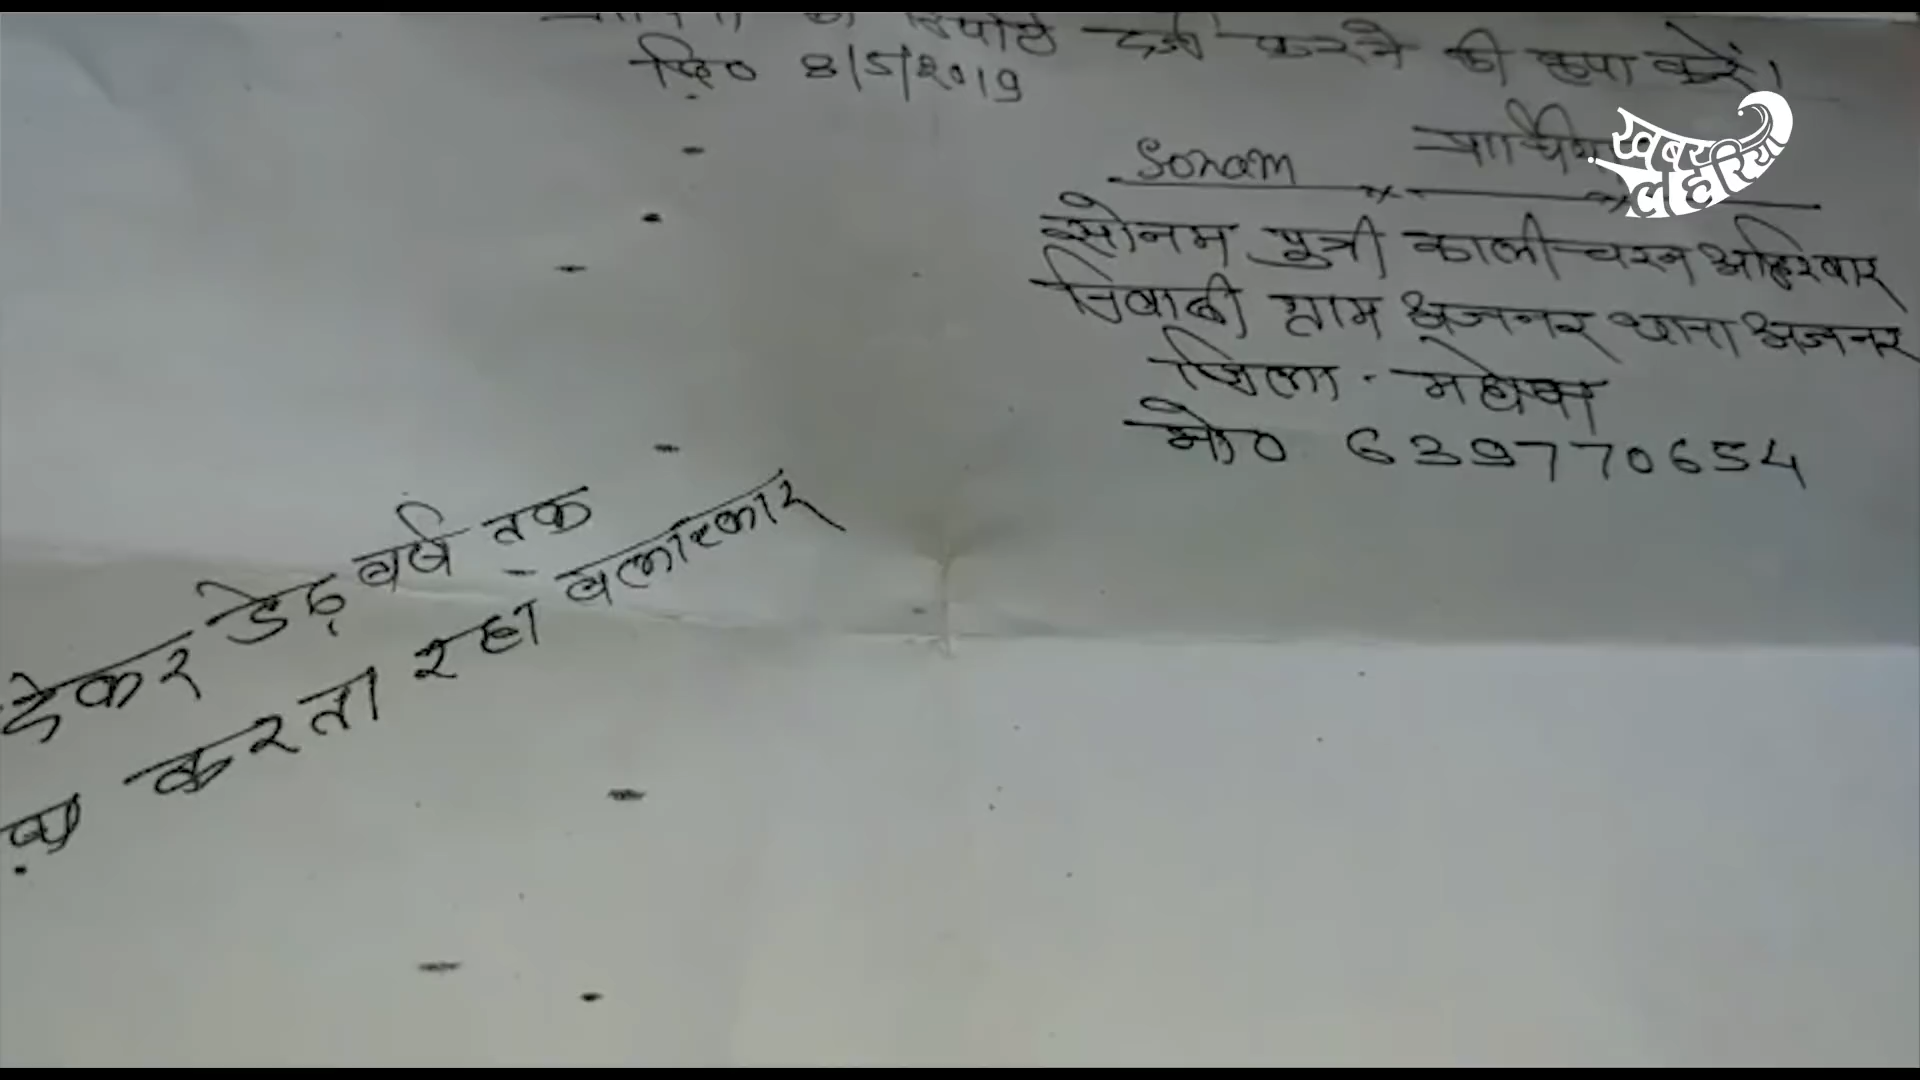 रिपोर्ट दर्ज करने की कृपा करें।
दि० 8/5/2019
Sonam
सोनम पुत्री कालीचरन अहिरवार
निवासी ग्राम अजनर थाना अजनर
जिला - महोबा
मो० 639770654
देकर डेढ़ वर्ष तक
करता रहा बलात्कार
खबर लहरिया